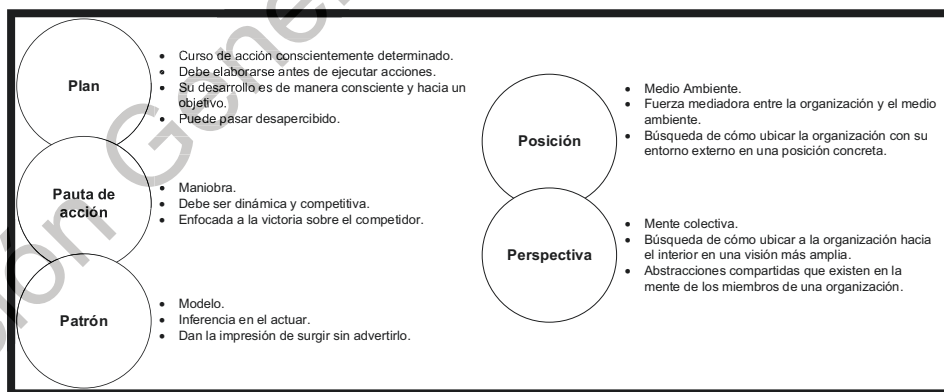 Plan
• Curso de acción conscientemente determinado.
• Debe elaborarse antes de ejecutar acciones.
• Su desarrollo es de manera consciente y hacia un
objetivo.
• Puede pasar desapercibido.
Pauta de
acción
• Maniobra.
• Debe ser dinámica y competitiva.
• Enfocada a la victoria sobre el competidor.
Patrón
• Modelo.
• Inferencia en el actuar.
• Dan la impresión de surgir sin advertirlo.
Posición
• Medio Ambiente.
• Fuerza mediadora entre la organización y el medio
ambiente.
• Búsqueda de cómo ubicar la organización con su
entorno externo en una posición concreta.
Perspectiva
• Mente colectiva.
• Búsqueda de cómo ubicar a la organización hacia
el interior en una visión más amplia.
• Abstracciones compartidas que existen en la
mente de los miembros de una organización.